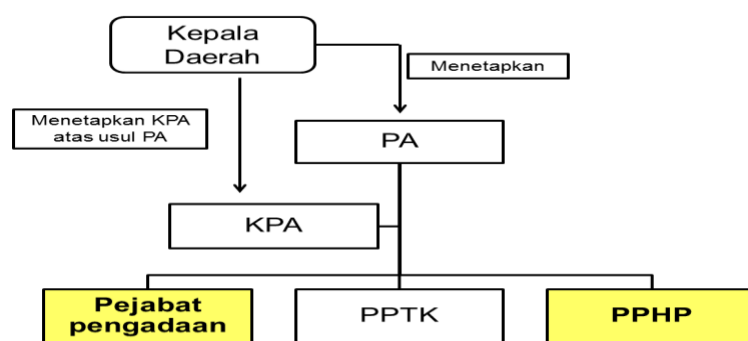 Kepala
Daerah
Menetapkan
Menetapkan KPA
atas usul PA
PA
KPA
Pejabat
pengadaan
PPTK
PPHP